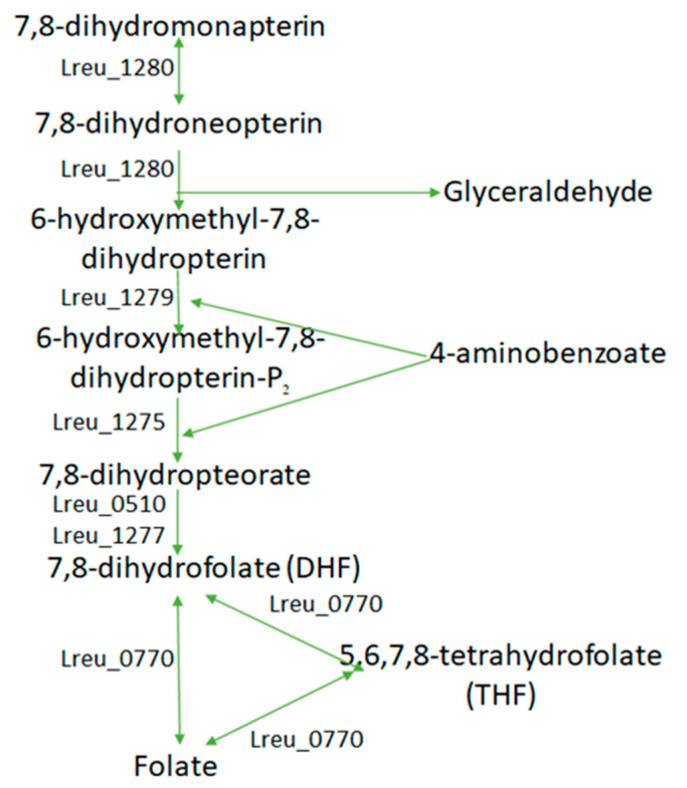 7,8-dihydromonapterin
Lreu_1280
7,8-dihydroneopterin
Lreu_1280
Glyceraldehyde
6-hydroxymethyl-7,8-
dihydropterin
Lreu_1279
6-hydroxymethyl-7,8-
dihydropterin-P₂
4-aminobenzoate
Lreu_1275
7,8-dihydropteorate
Lreu_0510
Lreu_1277
7,8-dihydrofolate (DHF)
Lreu_0770
Lreu_0770
5,6,7,8-tetrahydrofolate
(THF)
Lreu_0770
Folate